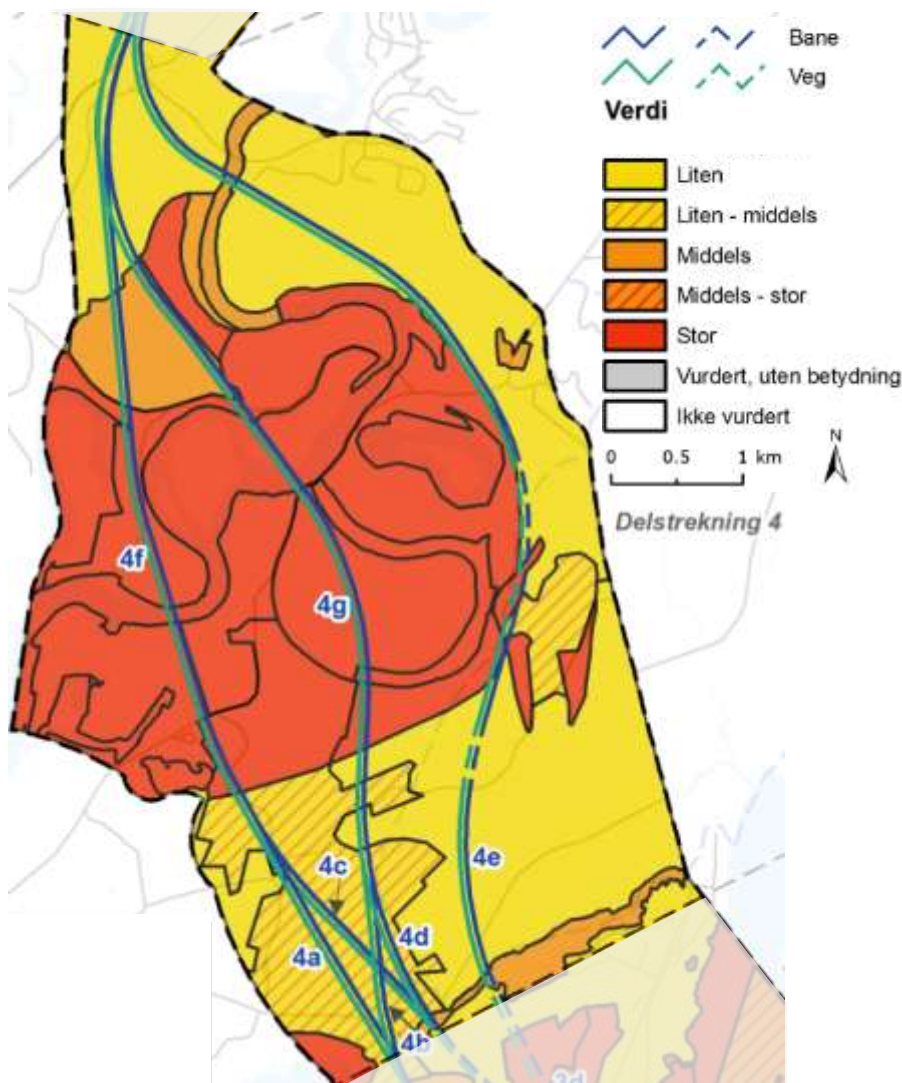 Bane
Veg
Verdi
Liten
Liten - middels
Middels
Middels - stor
Stor
Vurdert, uten betydning
Ikke vurdert
N
0 0.5 1 km
Delstrekning 4
4f
4g
4e
4c
4d
4a
4b